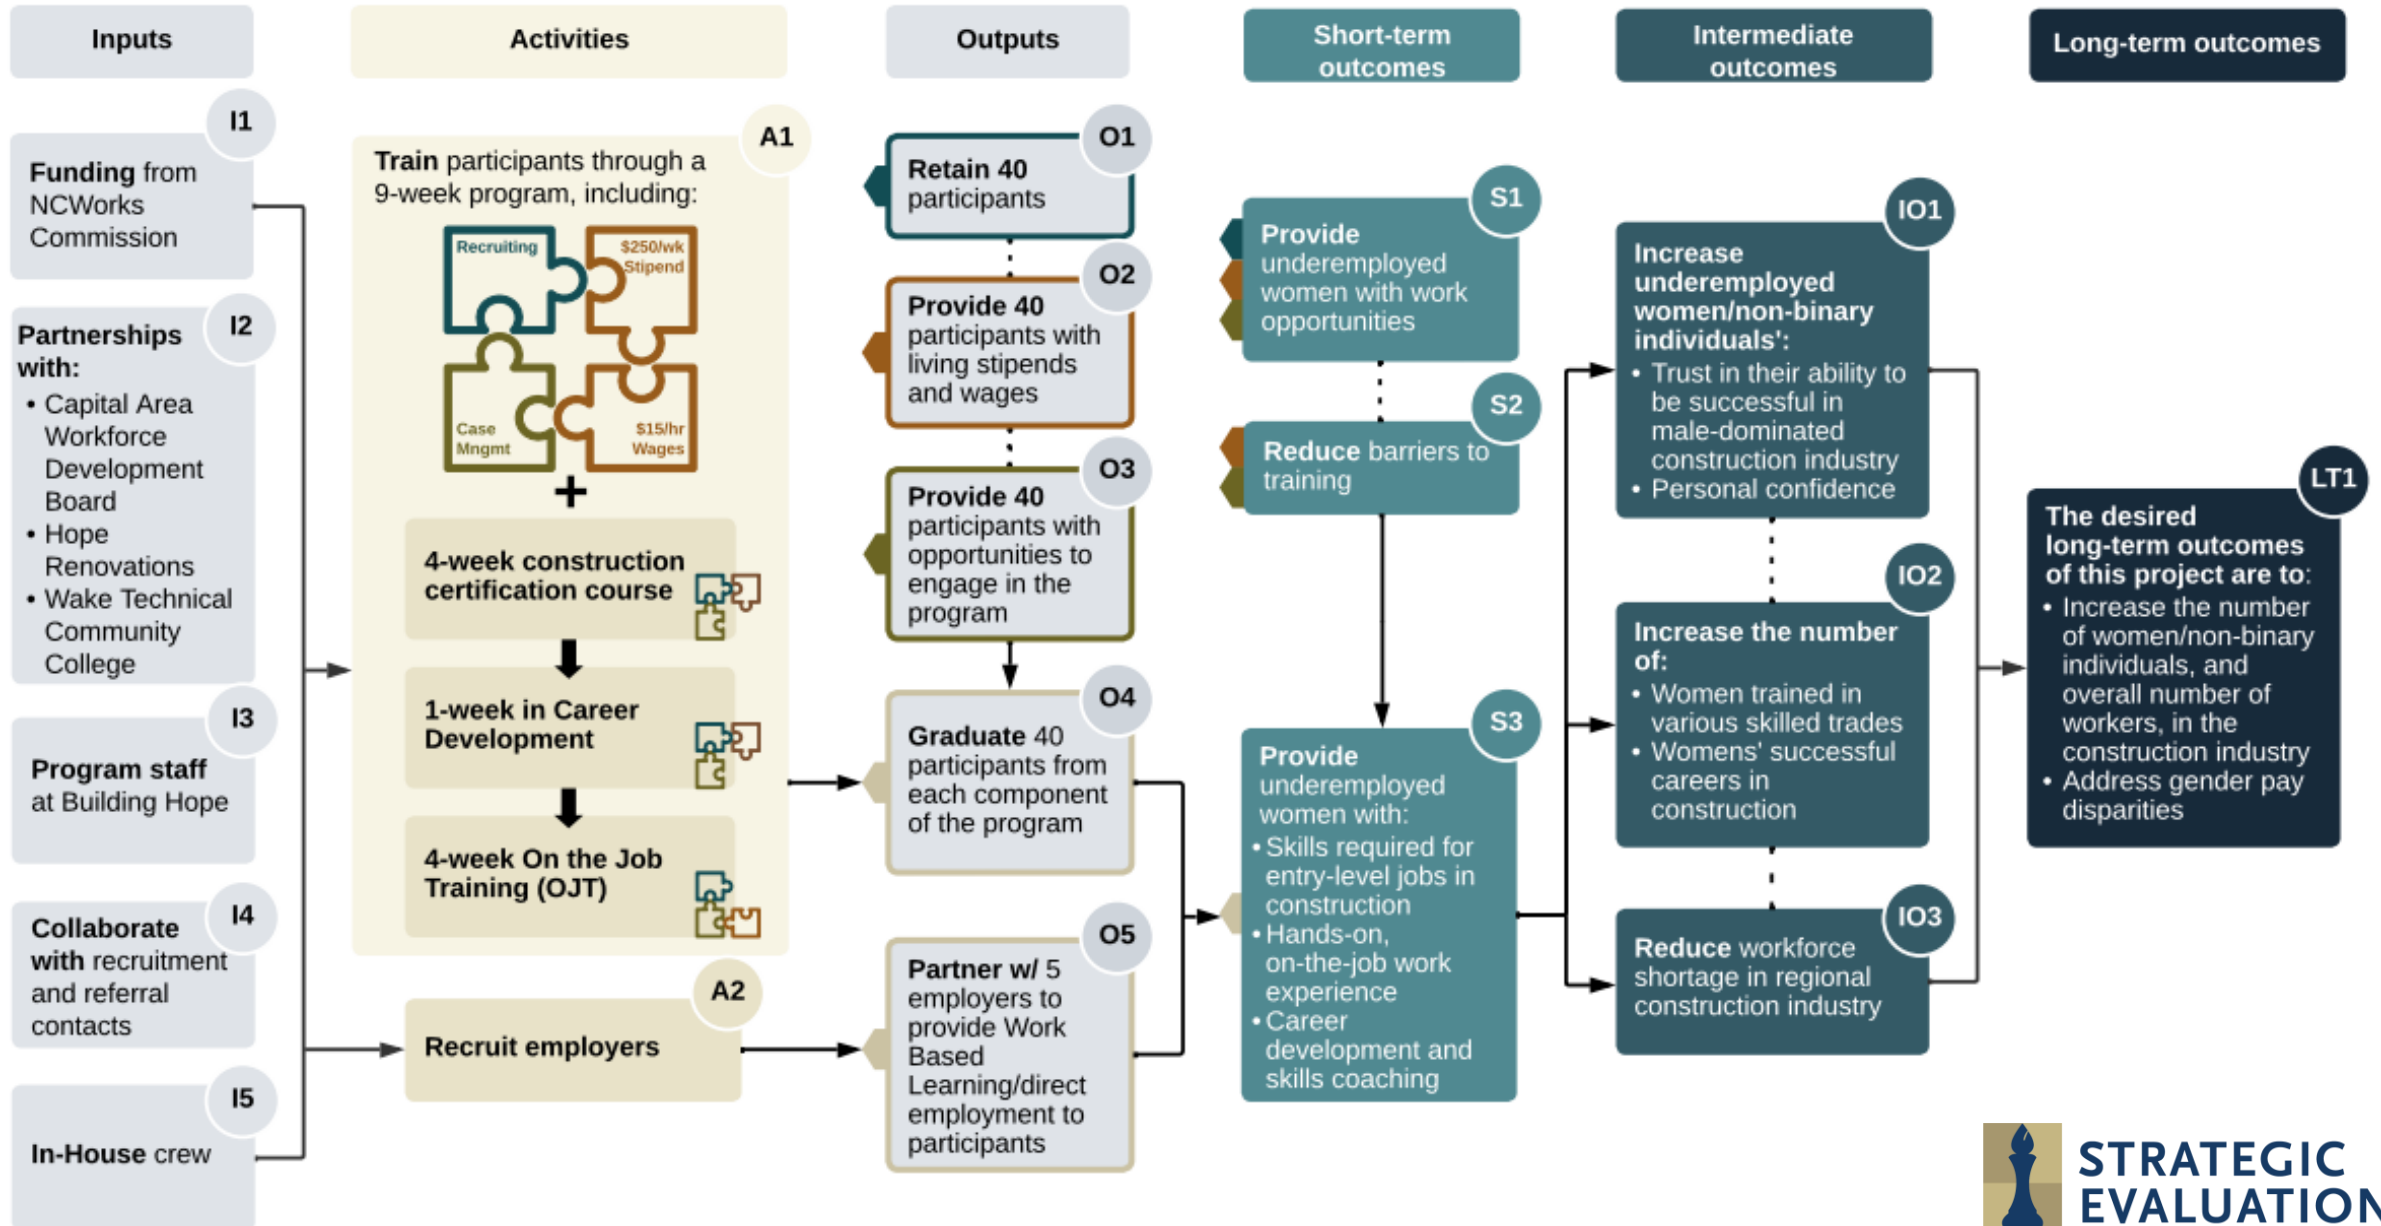 Inputs
Activities
Outputs
Short-term
outcomes
Intermediate
outcomes
Long-term outcomes
I1
Funding from
NCWorks
Commission
I2
Partnerships
with:
• Capital Area
Workforce
Development
Board
• Hope
Renovations
• Wake Technical
Community
College
I3
Program staff
at Building Hope
I4
Collaborate
with recruitment
and referral
contacts
I5
In-House crew
A1
Train participants through a
9-week program, including:
Recruiting
$250/wk
Stipend
Case
Mngmt
$15/hr
Wages
+
4-week construction
certification course
1-week in Career
Development
4-week On the Job
Training (OJT)
A2
Recruit employers
O1
Retain 40
participants
O2
Provide 40
participants with
living stipends
and wages
O3
Provide 40
participants with
opportunities to
engage in the
program
O4
Graduate 40
participants from
each component
of the program
O5
Partner w/ 5
employers to
provide Work
Based
Learning/direct
employment to
participants
S1
Provide
underemployed
women with work
opportunities
S2
Reduce barriers to
training
S3
Provide
underemployed
women with:
• Skills required for
entry-level jobs in
construction
• Hands-on,
on-the-job work
experience
• Career
development and
skills coaching
IO1
Increase
underemployed
women/non-binary
individuals':
• Trust in their ability to
be successful in
male-dominated
construction industry
• Personal confidence
IO2
Increase the number
of:
• Women trained in
various skilled trades
• Womens' successful
careers in
construction
IO3
Reduce workforce
shortage in regional
construction industry
LT1
The desired
long-term outcomes
of this project are to:
• Increase the number
of women/non-binary
individuals, and
overall number of
workers, in the
construction industry
• Address gender pay
disparities
STRATEGIC
EVALUATION